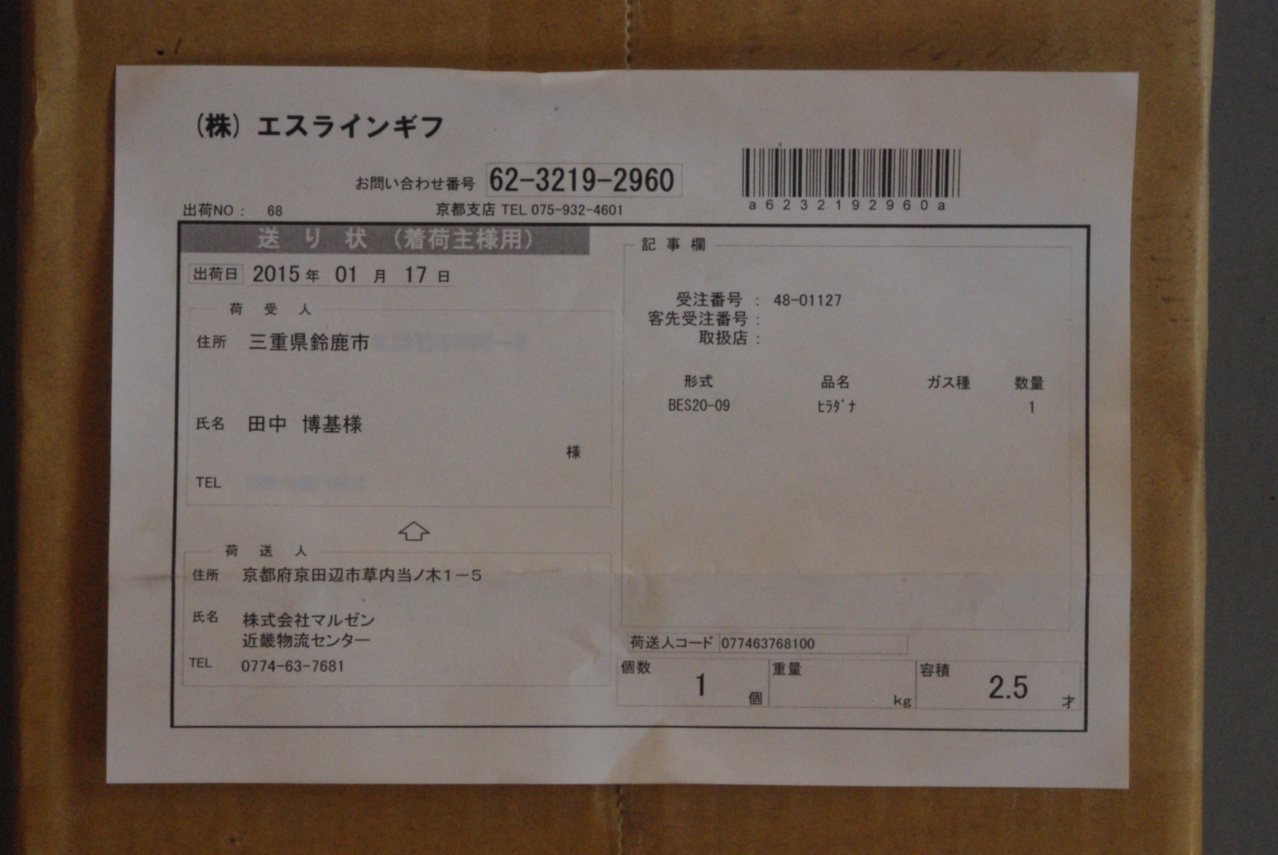 (株) エスラインギフ
お問い合わせ番号 62-3219-2960
a6232192960a
出荷NO： 68 京都支店 TEL 075-932-4601
送り状（着荷主様用）
出荷日 2015年 01月 17日
荷受人
住所 三重県鈴鹿市
氏名 田中 博基様
様
TEL
荷送人
住所 京都府京田辺市草内当ノ木1-5
氏名 株式会社マルゼン
近畿物流センター
TEL 0774-63-7681
記事欄
受注番号： 48-01127
客先受注番号：
取扱店：
形式 品名 ガス種 数量
BES20-09 ﾋﾗﾀﾞﾅ 1
荷送人コード 077463768100
個数 1 個 重量 kg 容積 2.5 才